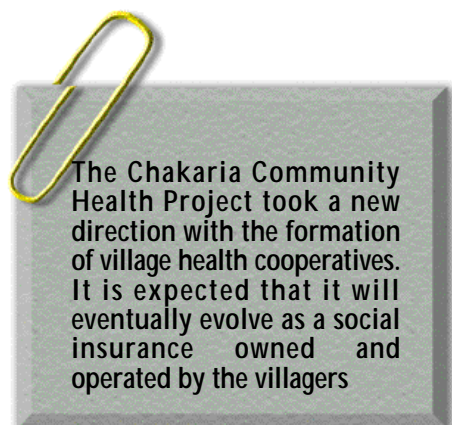 The Chakaria Community
Health Project took a new
direction with the formation
of village health cooperatives.
It is expected that it will
eventually evolve as a social
insurance owned and
operated by the villagers